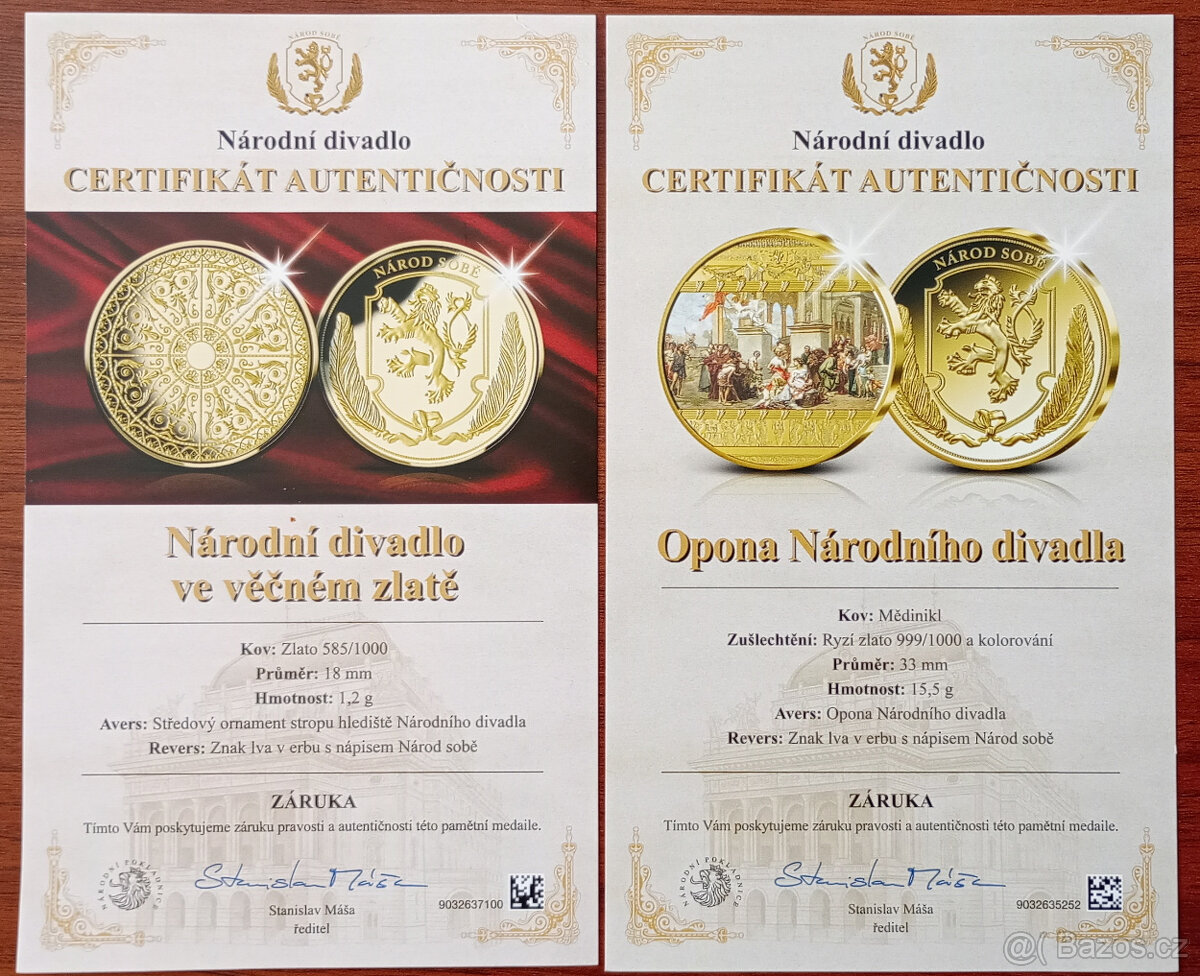 NÁROD SOBĚ
Národní divadlo
CERTIFIKÁT AUTENTIČNOSTI
NÁROD SOBĚ
Národní divadlo
ve věčném zlatě
Kov: Zlato 585/1000
Průměr: 18 mm
Hmotnost: 1,2 g
Avers: Středový ornament stropu hlediště Národního divadla
Revers: Znak lva v erbu s nápisem Národ sobě
ZÁRUKA
Tímto Vám poskytujeme záruku pravosti a autentičnosti této pamětní medaile.
NÁRODNÍ POKLADNICE
Stanislav Máša
Stanislav Máša
ředitel
9032637100
NÁROD SOBĚ
Národní divadlo
CERTIFIKÁT AUTENTIČNOSTI
NÁROD SOBĚ
Opona Národního divadla
Kov: Mědinikl
Zušlechtění: Ryzí zlato 999/1000 a kolorování
Průměr: 33 mm
Hmotnost: 15,5 g
Avers: Opona Národního divadla
Revers: Znak lva v erbu s nápisem Národ sobě
ZÁRUKA
Tímto Vám poskytujeme záruku pravosti a autentičnosti této pamětní medaile.
NÁRODNÍ POKLADNICE
Stanislav Máša
Stanislav Máša
ředitel
9032635252
@( Bazos.cz